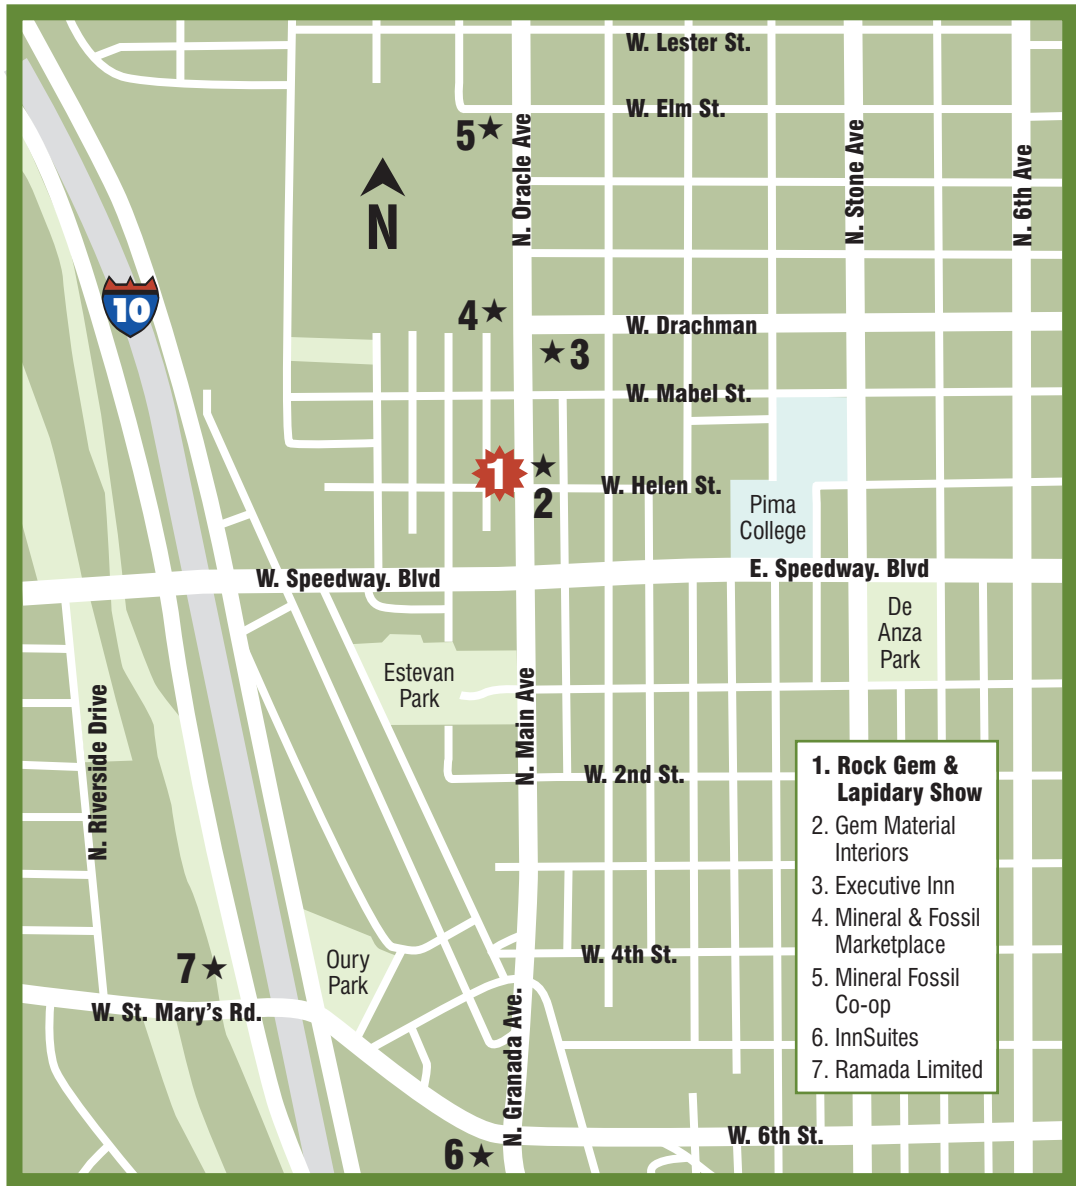 W. Lester St.
W. Elm St.
5
N. Oracle Ave
N. Stone Ave
N. 6th Ave
N
10
4
W. Drachman
3
W. Mabel St.
1
2
W. Helen St.
Pima
College
W. Speedway. Blvd
E. Speedway. Blvd
De
Anza
Park
Estevan
Park
N. Main Ave
N. Riverside Drive
W. 2nd St.
1. Rock Gem &
Lapidary Show
2. Gem Material
Interiors
3. Executive Inn
4. Mineral & Fossil
Marketplace
5. Mineral Fossil
Co-op
6. InnSuites
7. Ramada Limited
W. 4th St.
7
Oury
Park
W. St. Mary's Rd.
N. Granada Ave.
W. 6th St.
6